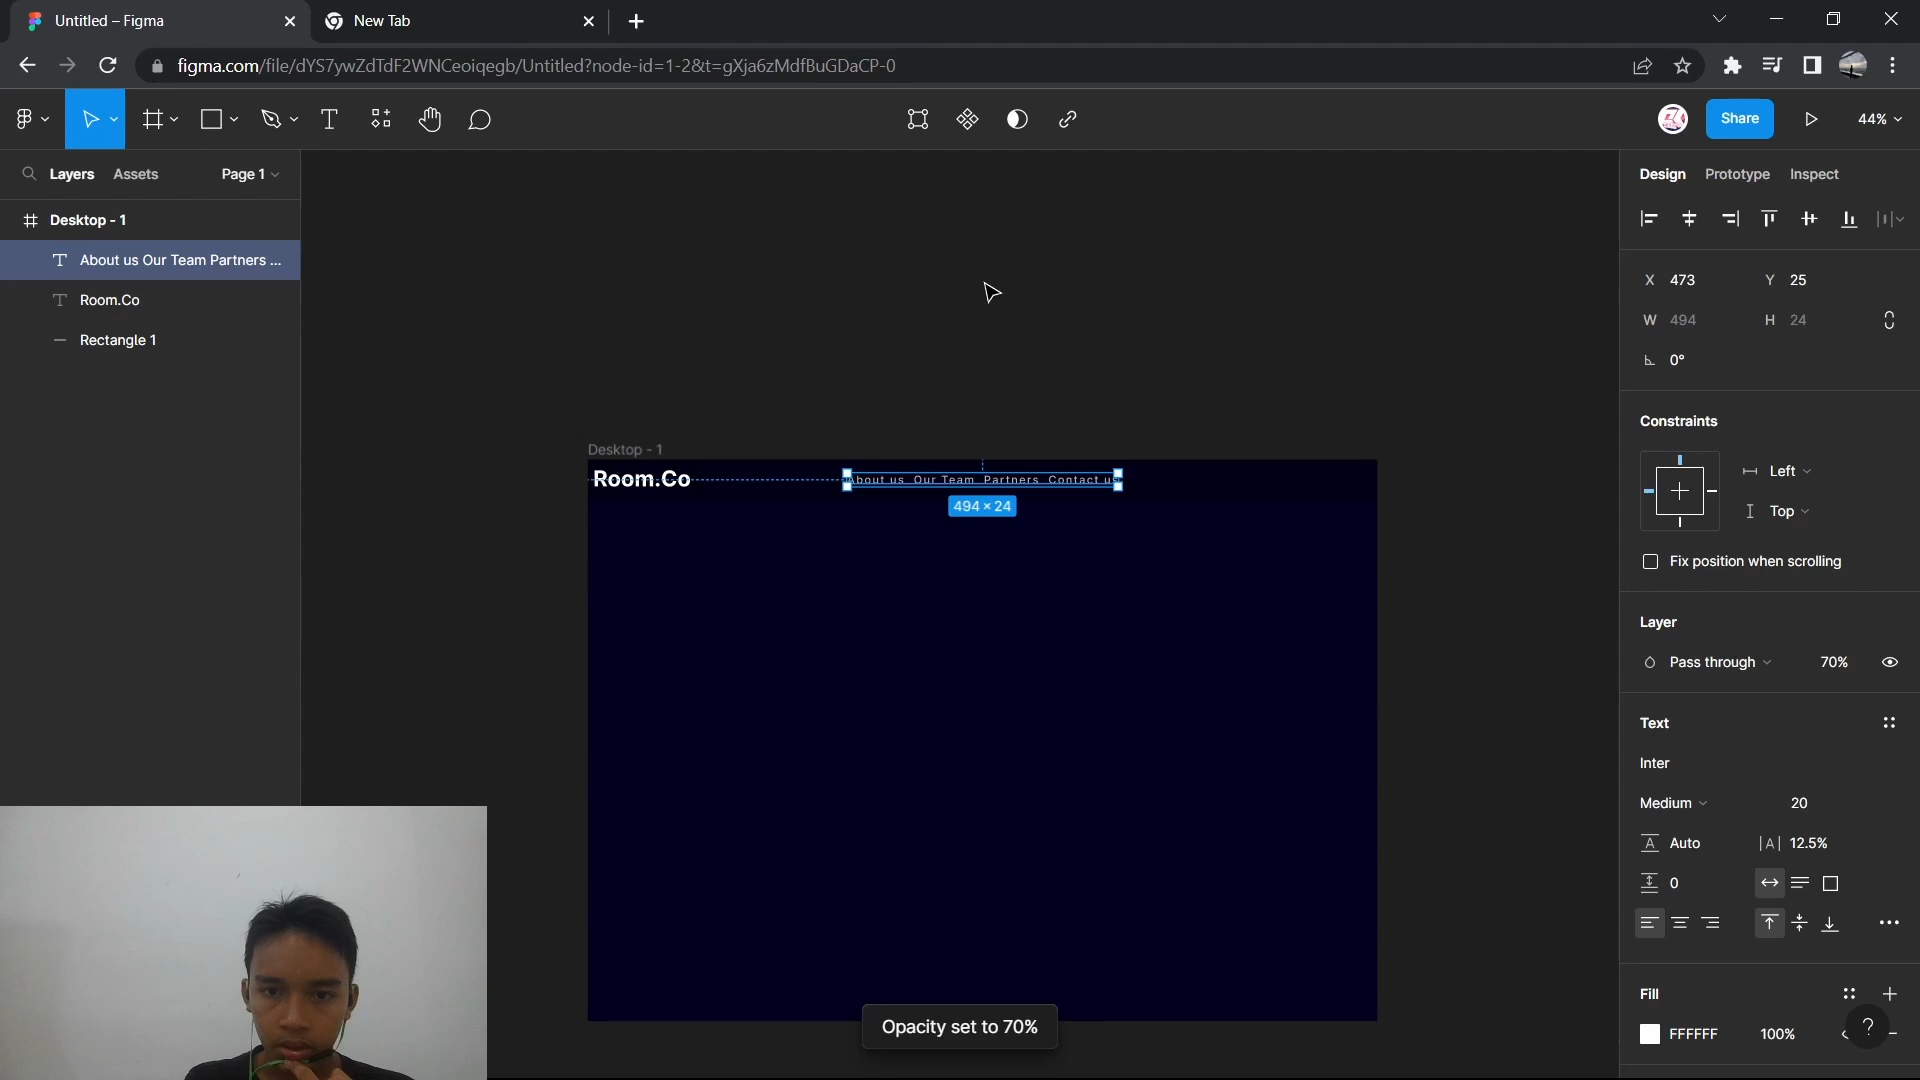 Untitled – Figma
New Tab
figma.com/file/dYS7ywZdTdF2WNCeoiqegb/Untitled?node-id=1-2&t=gXja6zMdfBuGDaCP-0
Share
44%
Layers
Assets
Page 1
Design
Prototype
Inspect
Desktop - 1
About us Our Team Partners ...
Room.Co
Rectangle 1
X 473
Y 25
W 494
H 24
0°
Constraints
Left
Top
Fix position when scrolling
Layer
Pass through
70%
Text
Inter
Medium
20
Auto
12.5%
0
Fill
FFFFFF
100%
?
Desktop - 1
Room.Co
About us Our Team Partners Contact us
494 × 24
Opacity set to 70%